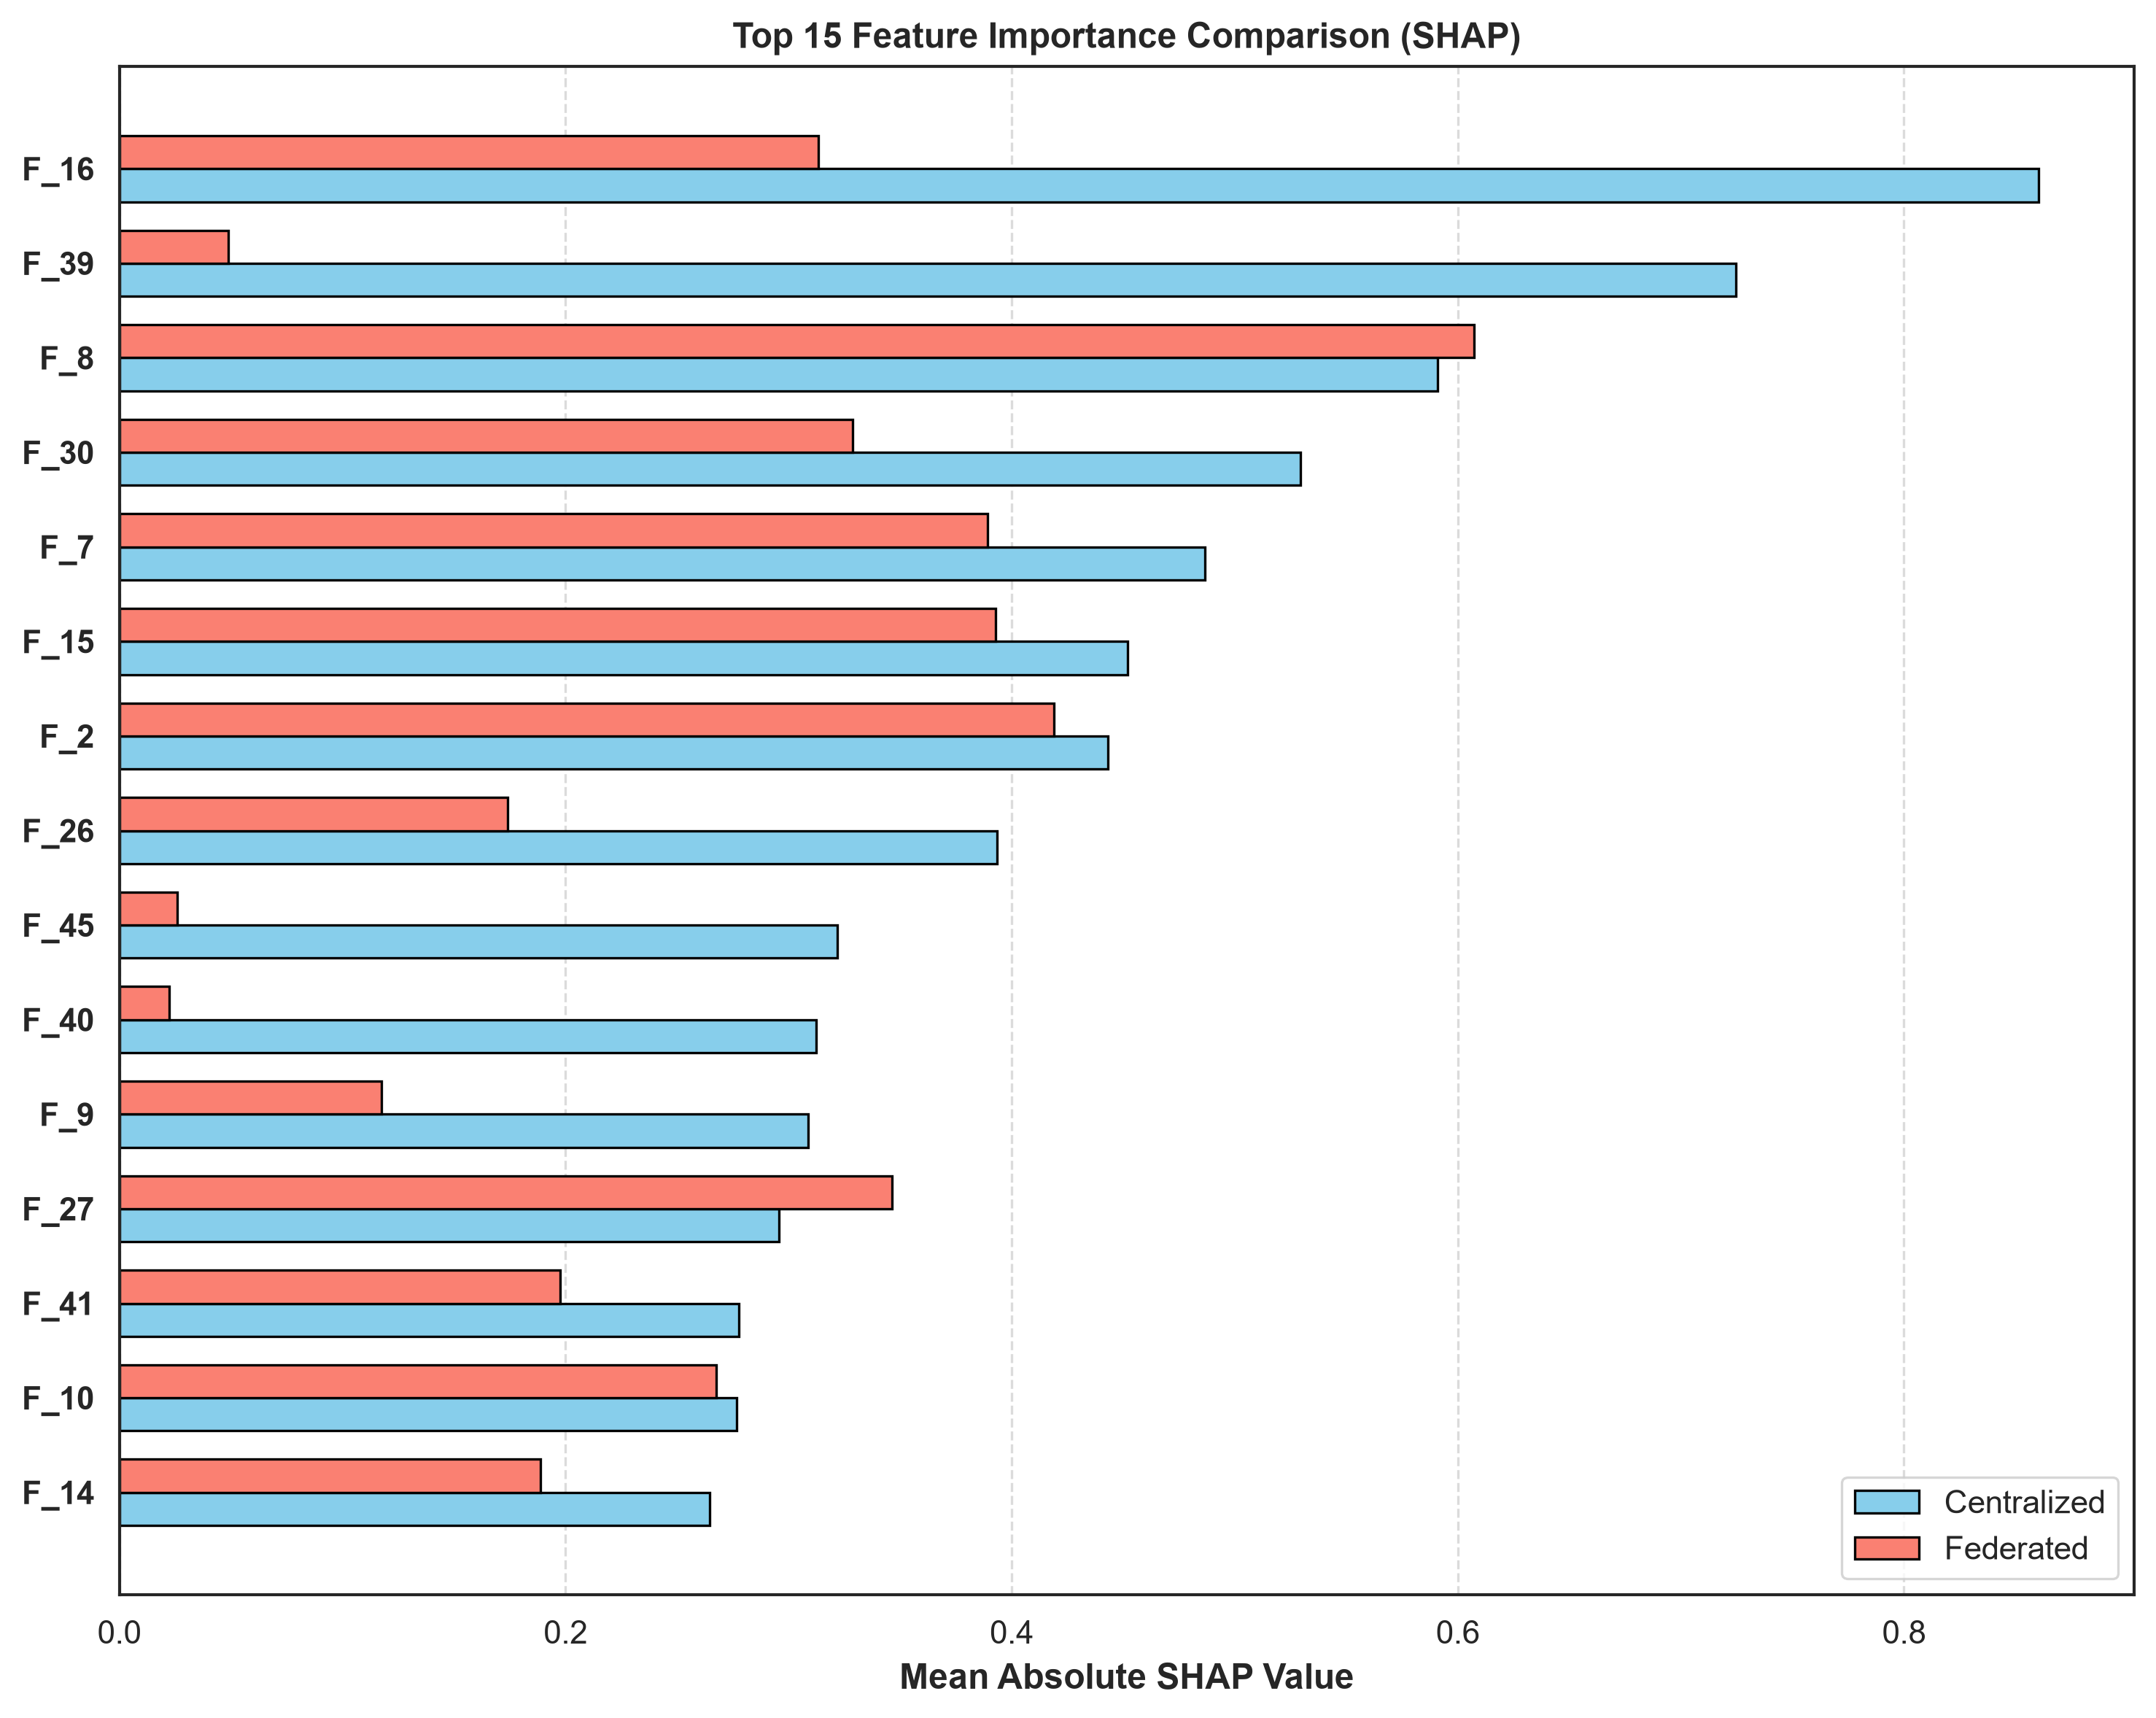 Top 15 Feature Importance Comparison (SHAP)
F_16
F_39
F_8
F_30
F_7
F_15
F_2
F_26
F_45
F_40
F_9
F_27
F_41
F_10
F_14
Centralized
Federated
0.0 0.2 0.4 0.6 0.8
Mean Absolute SHAP Value